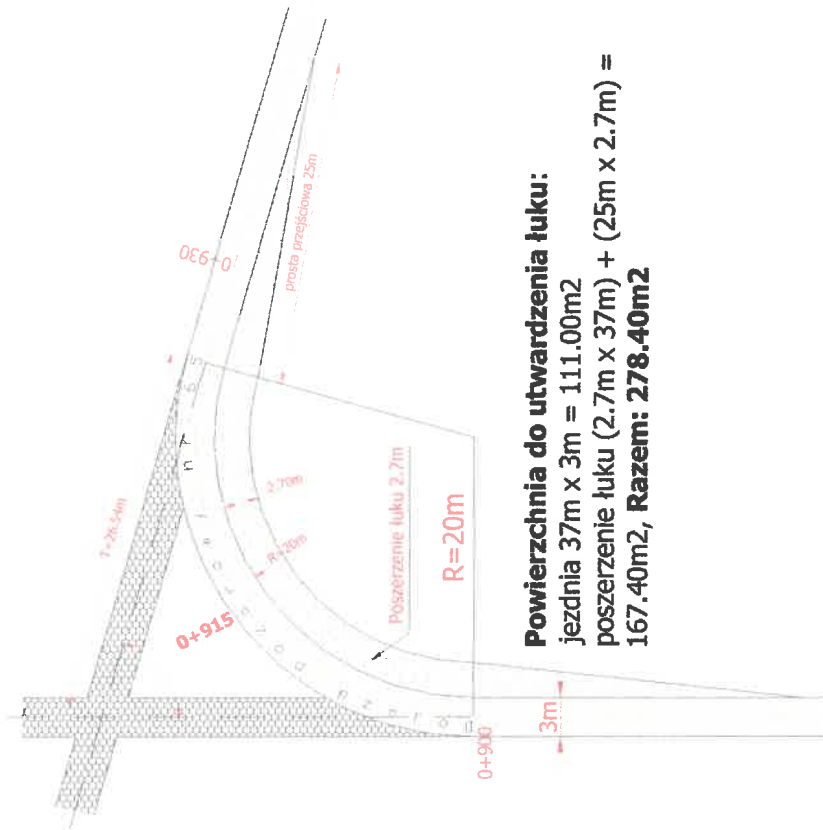 0+930
prosta przejściowa 25m
T=26.54m
2.70m
R=20m
0+915
Poszerzenie łuku 2.7m
R=20m
0+900
3m
Powierzchnia do utwardzenia łuku:
jezdnia 37m x 3m = 111.00m2
poszerzenie łuku (2.7m x 37m) + (25m x 2.7m) =
167.40m2, Razem: 278.40m2